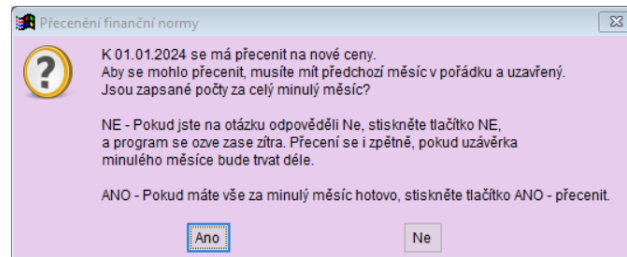 Přecenéní finanční normy
K 01.01.2024 se má přecenit na nové ceny.
Aby se mohlo přecenit, musíte mít předchozí měsíc v pořádku a uzavřený.
Jsou zapsané počty za celý minulý měsíc?
NE - Pokud jste na otázku odpověděli Ne, stiskněte tlačítko NE,
a program se ozve zase zítra. Přecení se i zpětně, pokud uzávěrka
minulého měsíce bude trvat déle.
ANO - Pokud máte vše za minulý měsíc hotovo, stiskněte tlačítko ANO - přecenit.
Ano
Ne